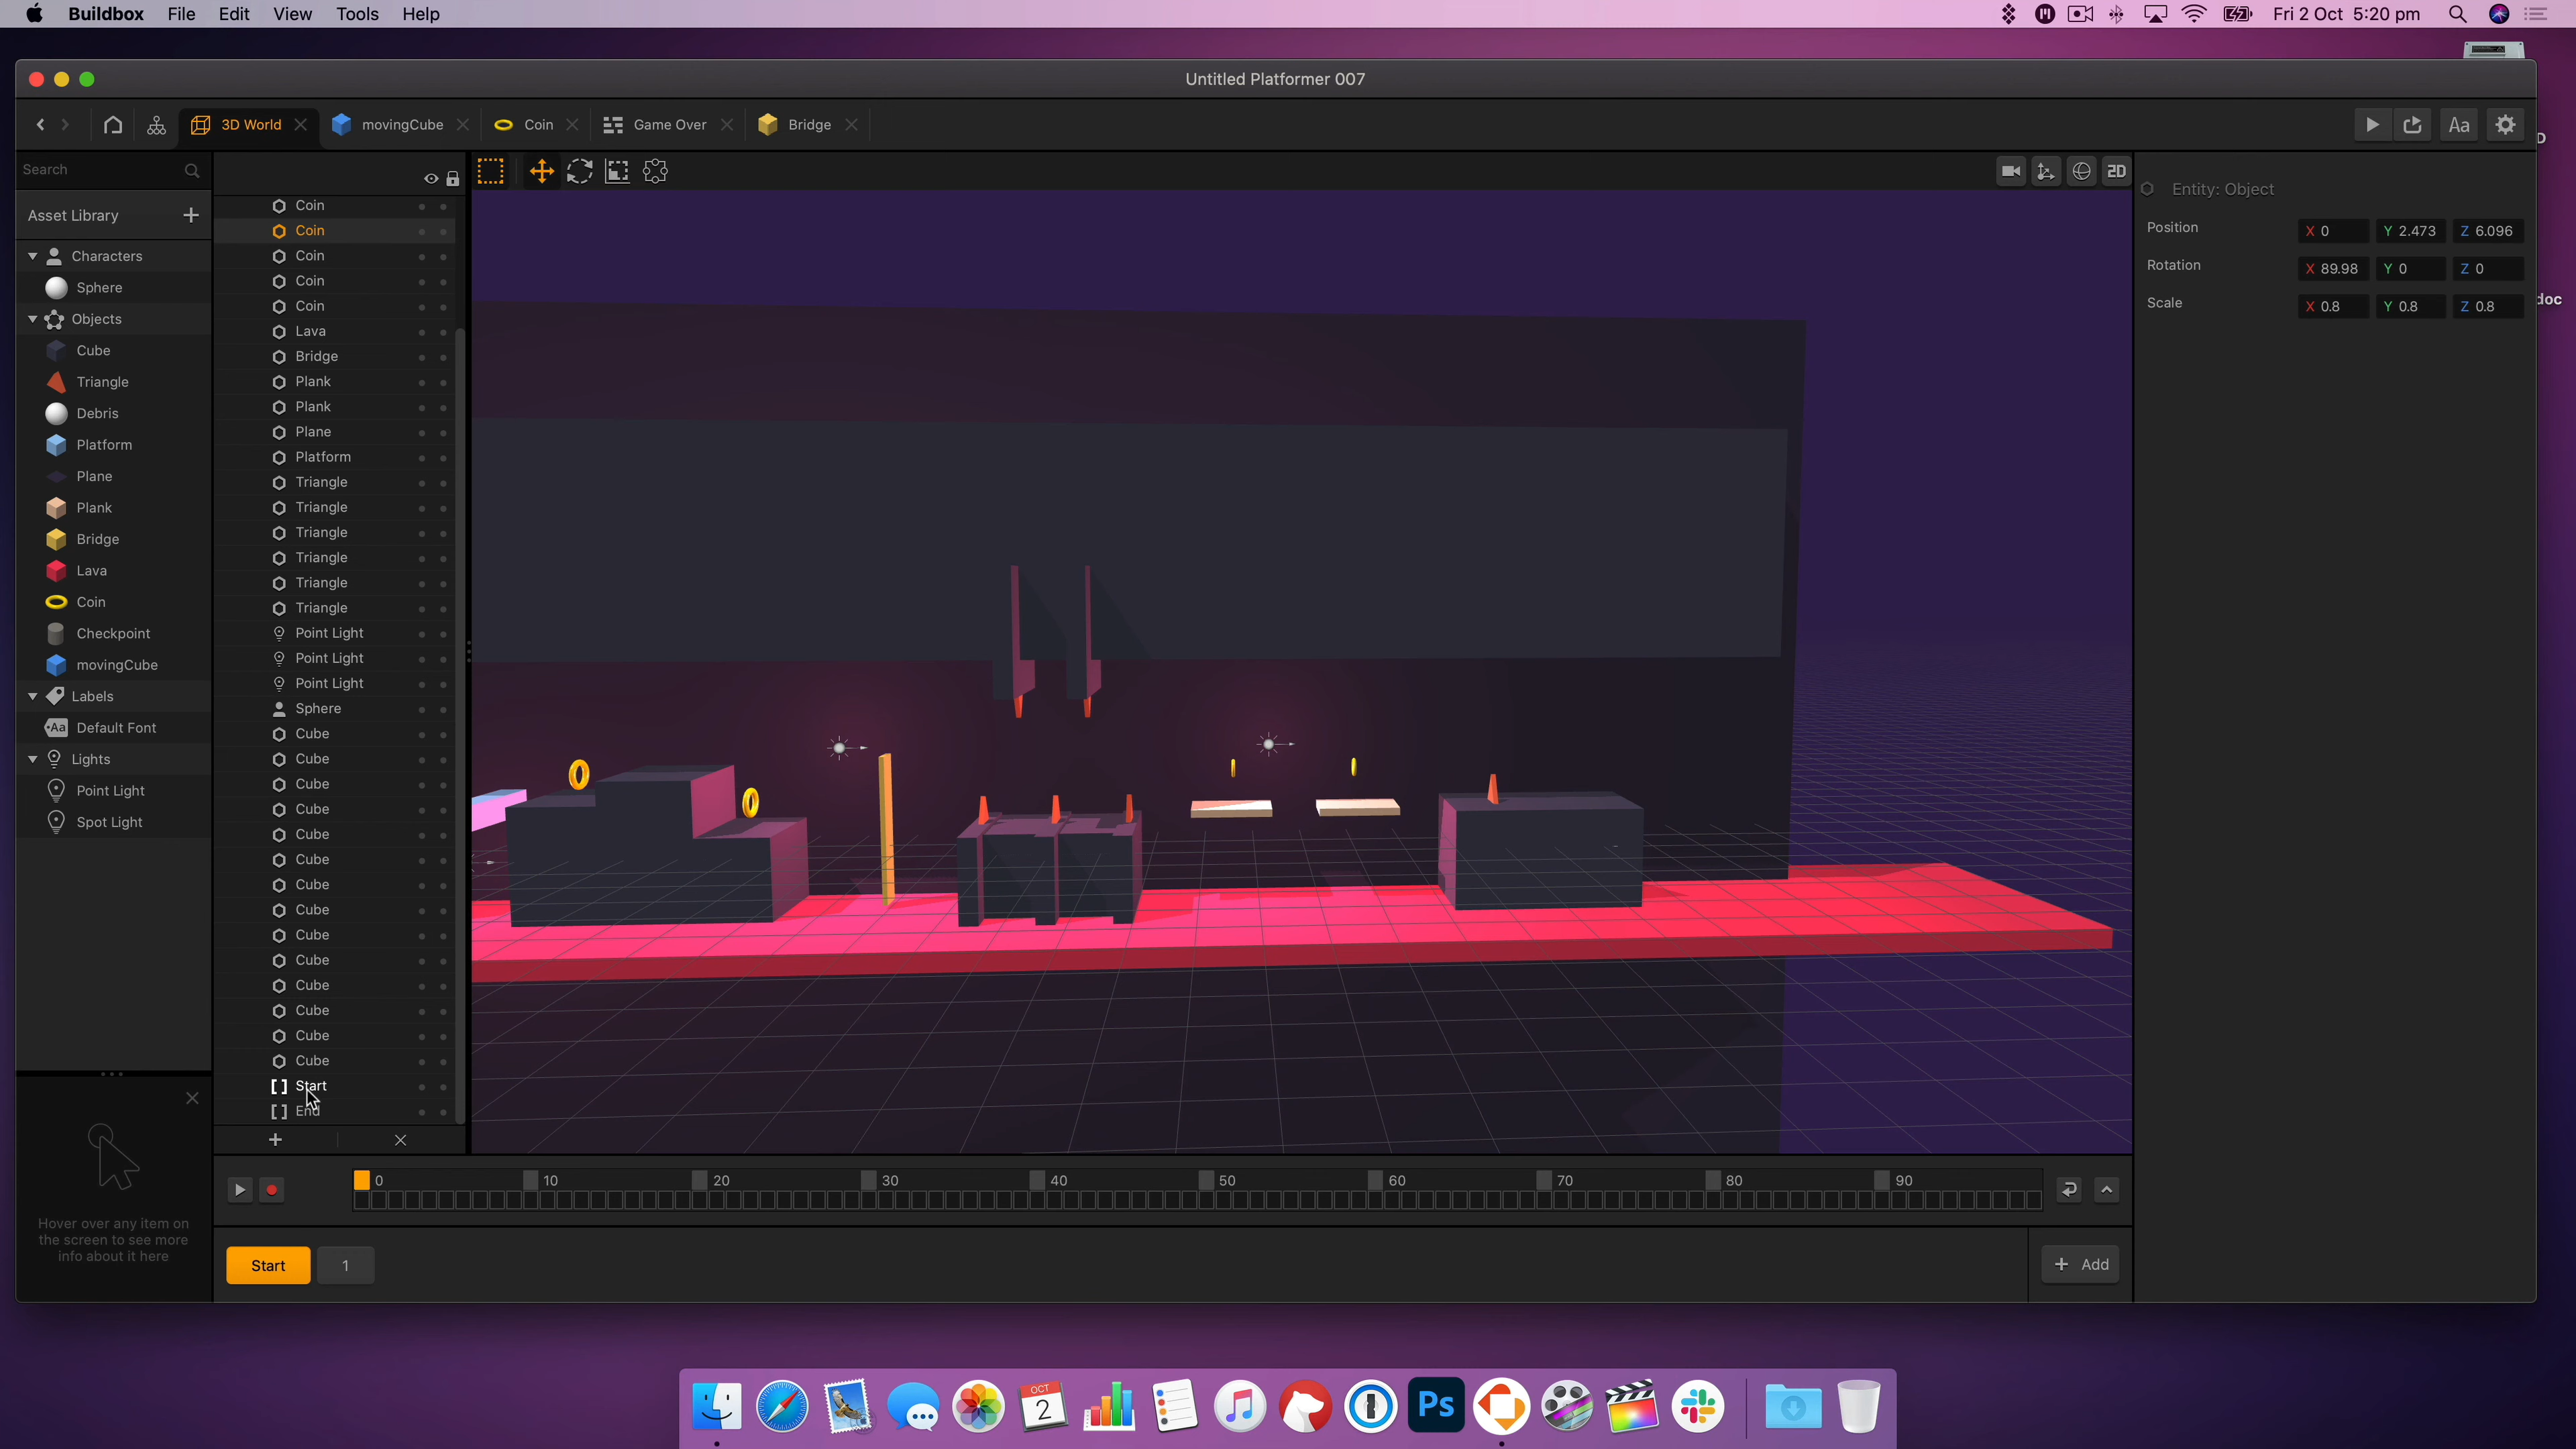 Buildbox File Edit View Tools Help
Fri 2 Oct 5:20 pm
Untitled Platformer 007
3D World movingCube Coin Game Over Bridge
Aa
Search
2D
Asset Library
Characters
Sphere
Objects
Cube
Triangle
Debris
Platform
Plane
Plank
Bridge
Lava
Coin
Checkpoint
movingCube
Labels
Aa Default Font
Lights
Point Light
Spot Light
Hover over any item on
the screen to see more
info about it here
Coin
Coin
Coin
Coin
Coin
Lava
Bridge
Plank
Plank
Plane
Platform
Triangle
Triangle
Triangle
Triangle
Triangle
Triangle
Point Light
Point Light
Point Light
Sphere
Cube
Cube
Cube
Cube
Cube
Cube
Cube
Cube
Cube
Cube
Cube
Cube
Cube
Cube
Start
End
Entity: Object
Position X 0 Y 2.473 Z 6.096
Rotation X 89.98 Y 0 Z 0
Scale X 0.8 Y 0.8 Z 0.8
D
doc
0 10 20 30 40 50 60 70 80 90
Start 1
+ Add
OCT
2
Ps